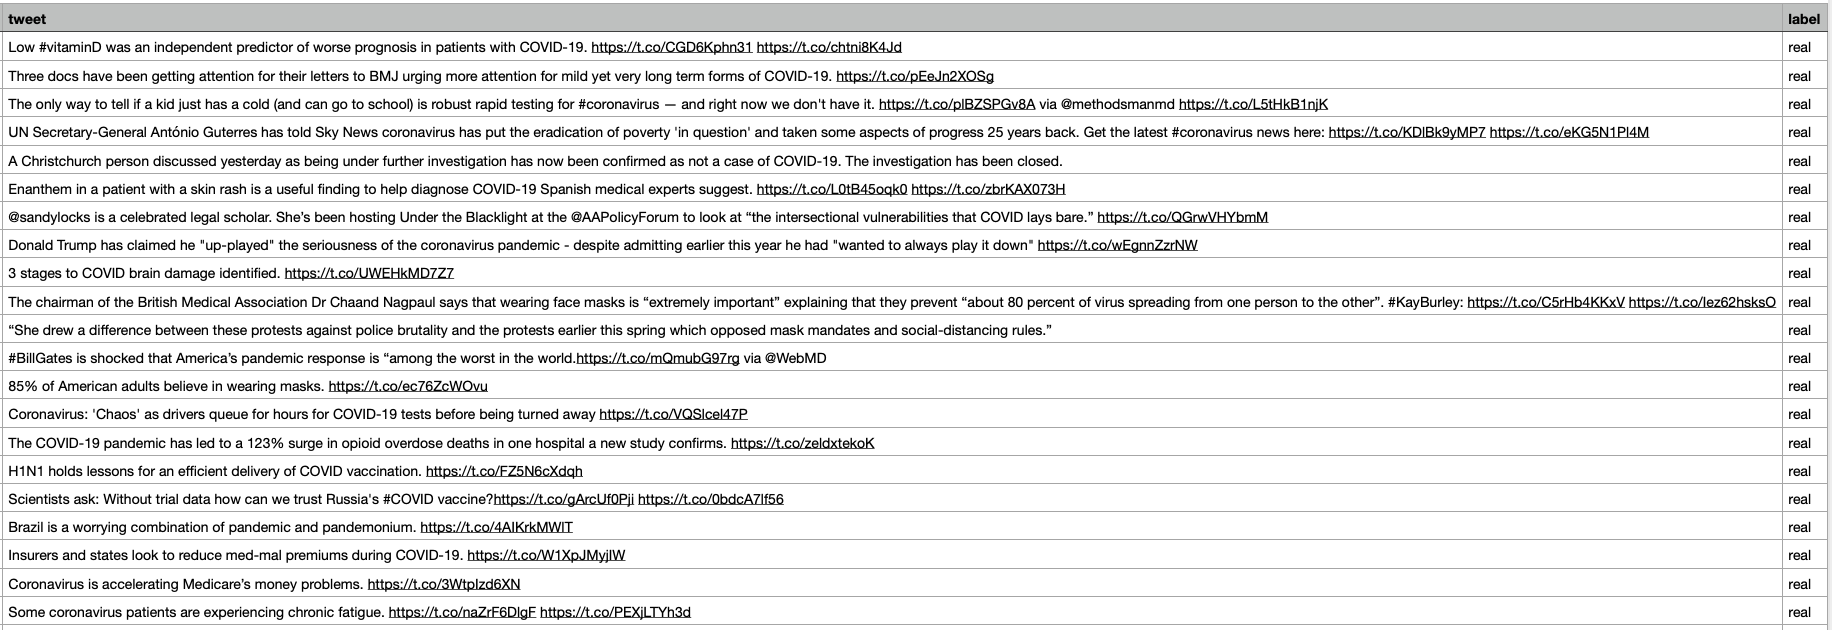 tweet label
Low #vitaminD was an independent predictor of worse prognosis in patients with COVID-19. https://t.co/CGD6Kphn31 https://t.co/chtni8K4Jd real
Three docs have been getting attention for their letters to BMJ urging more attention for mild yet very long term forms of COVID-19. https://t.co/pEeJn2XOSg real
The only way to tell if a kid just has a cold (and can go to school) is robust rapid testing for #coronavirus — and right now we don't have it. https://t.co/plBZSPGv8A via @methodsmanmd https://t.co/L5tHkB1njK real
UN Secretary-General António Guterres has told Sky News coronavirus has put the eradication of poverty 'in question' and taken some aspects of progress 25 years back. Get the latest #coronavirus news here: https://t.co/KDlBk9yMP7 https://t.co/eKG5N1Pl4M real
A Christchurch person discussed yesterday as being under further investigation has now been confirmed as not a case of COVID-19. The investigation has been closed. real
Enanthem in a patient with a skin rash is a useful finding to help diagnose COVID-19 Spanish medical experts suggest. https://t.co/L0tB45oqk0 https://t.co/zbrKAX073H real
@sandylocks is a celebrated legal scholar. She’s been hosting Under the Blacklight at the @AAPolicyForum to look at “the intersectional vulnerabilities that COVID lays bare.” https://t.co/QGrwVHYbmM real
Donald Trump has claimed he "up-played" the seriousness of the coronavirus pandemic - despite admitting earlier this year he had "wanted to always play it down" https://t.co/wEgnnZzrNW real
3 stages to COVID brain damage identified. https://t.co/UWEHkMD7Z7 real
The chairman of the British Medical Association Dr Chaand Nagpaul says that wearing face masks is “extremely important” explaining that they prevent “about 80 percent of virus spreading from one person to the other”. #KayBurley: https://t.co/C5rHb4KKxV https://t.co/lez62hsksO real
“She drew a difference between these protests against police brutality and the protests earlier this spring which opposed mask mandates and social-distancing rules.” real
#BillGates is shocked that America’s pandemic response is “among the worst in the world.https://t.co/mQmubG97rg via @WebMD
85% of American adults believe in wearing masks. https://t.co/ec76ZcWOvu real
Coronavirus: 'Chaos' as drivers queue for hours for COVID-19 tests before being turned away https://t.co/VQSlcel47P real
The COVID-19 pandemic has led to a 123% surge in opioid overdose deaths in one hospital a new study confirms. https://t.co/zeldxtekoK real
H1N1 holds lessons for an efficient delivery of COVID vaccination. https://t.co/FZ5N6cXdqh real
Scientists ask: Without trial data how can we trust Russia's #COVID vaccine?https://t.co/gArcUf0Pji https://t.co/0bdcA7lf56 real
Brazil is a worrying combination of pandemic and pandemonium. https://t.co/4AIKrkMWlT real
Insurers and states look to reduce med-mal premiums during COVID-19. https://t.co/W1XpJMyjlW real
Coronavirus is accelerating Medicare’s money problems. https://t.co/3WtpIzd6XN real
Some coronavirus patients are experiencing chronic fatigue. https://t.co/naZrF6DlgF https://t.co/PEXjLTYh3d real